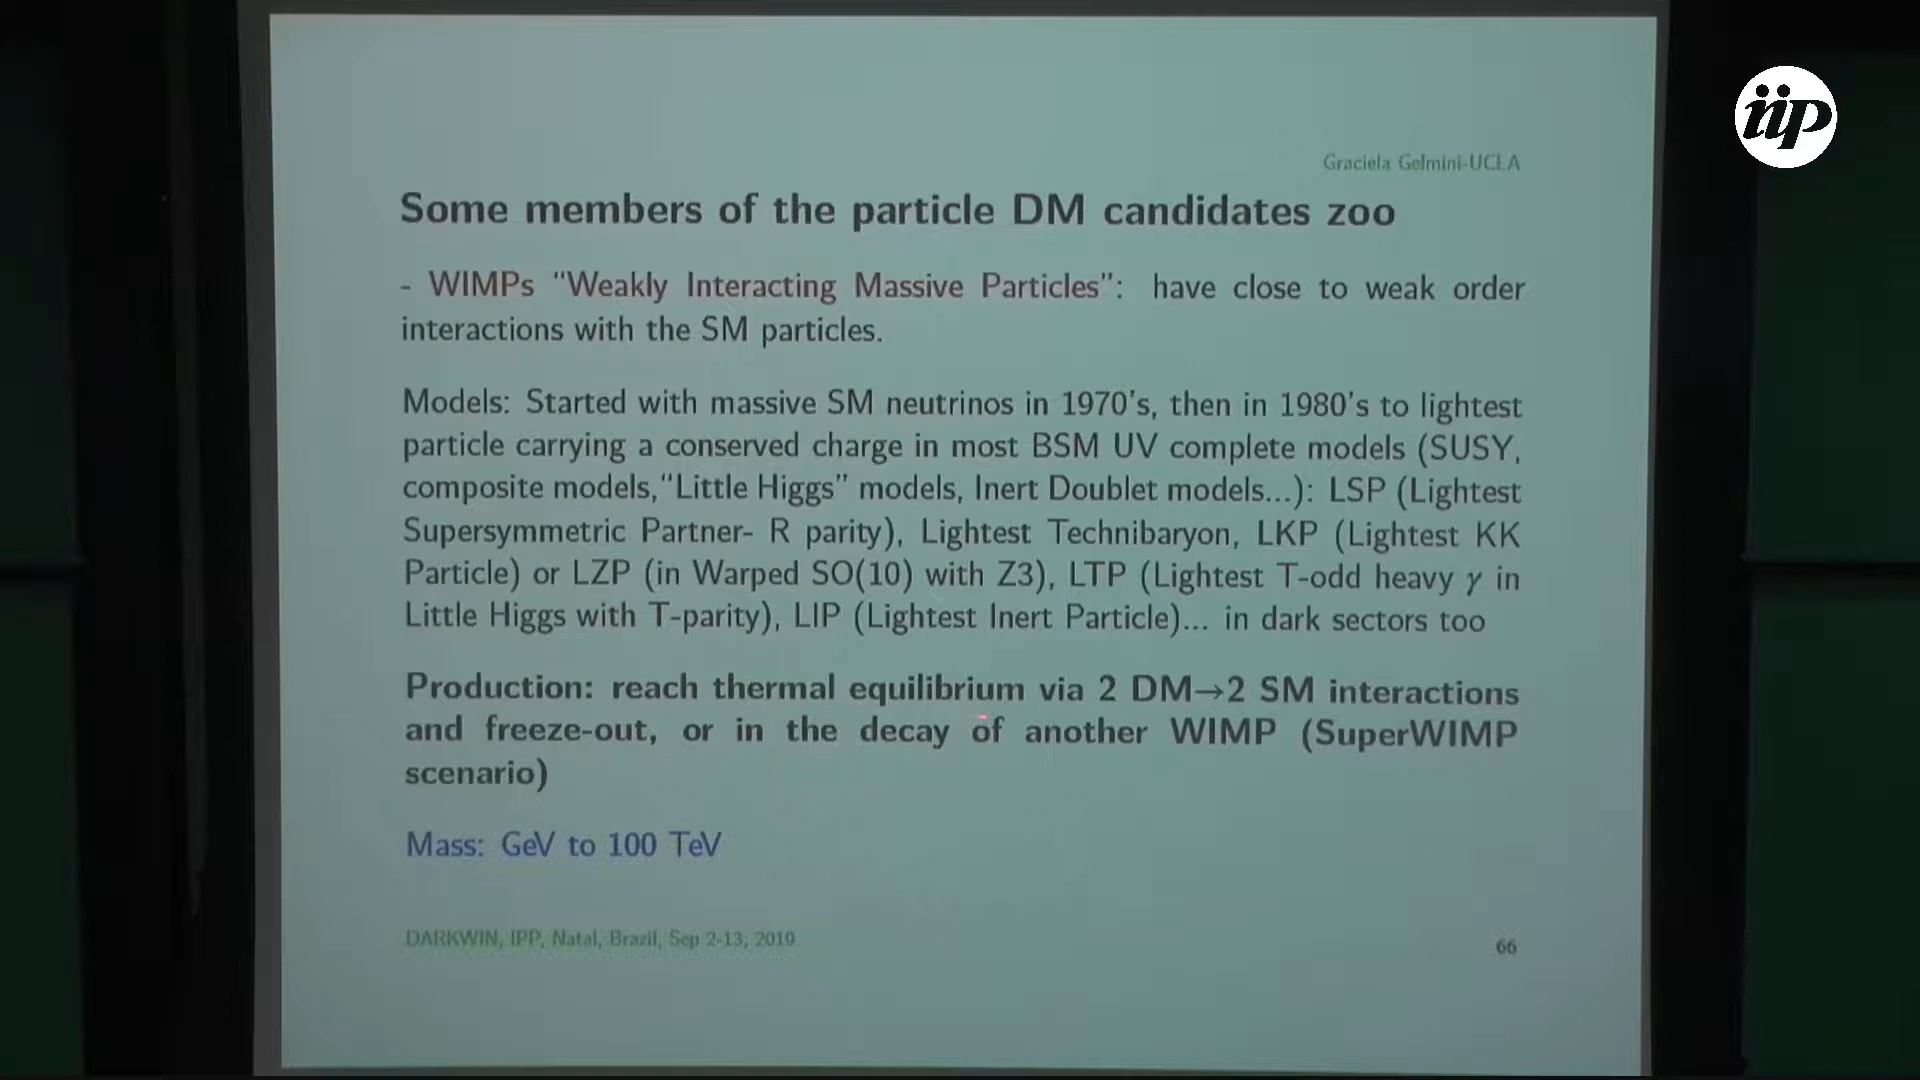 iip
Graciela Gelmini-UCLA
Some members of the particle DM candidates zoo
- WIMPs “Weakly Interacting Massive Particles”: have close to weak order
interactions with the SM particles.
Models: Started with massive SM neutrinos in 1970's, then in 1980's to lightest
particle carrying a conserved charge in most BSM UV complete models (SUSY,
composite models,“Little Higgs” models, Inert Doublet models...): LSP (Lightest
Supersymmetric Partner- R parity), Lightest Technibaryon, LKP (Lightest KK
Particle) or LZP (in Warped SO(10) with Z3), LTP (Lightest T-odd heavy γ in
Little Higgs with T-parity), LIP (Lightest Inert Particle)... in dark sectors too
Production: reach thermal equilibrium via 2 DM→2 SM interactions
and freeze-out, or in the decay of another WIMP (SuperWIMP
scenario)
Mass: GeV to 100 TeV
DARKWIN, IPP, Natal, Brazil, Sep 2-13, 2019
66